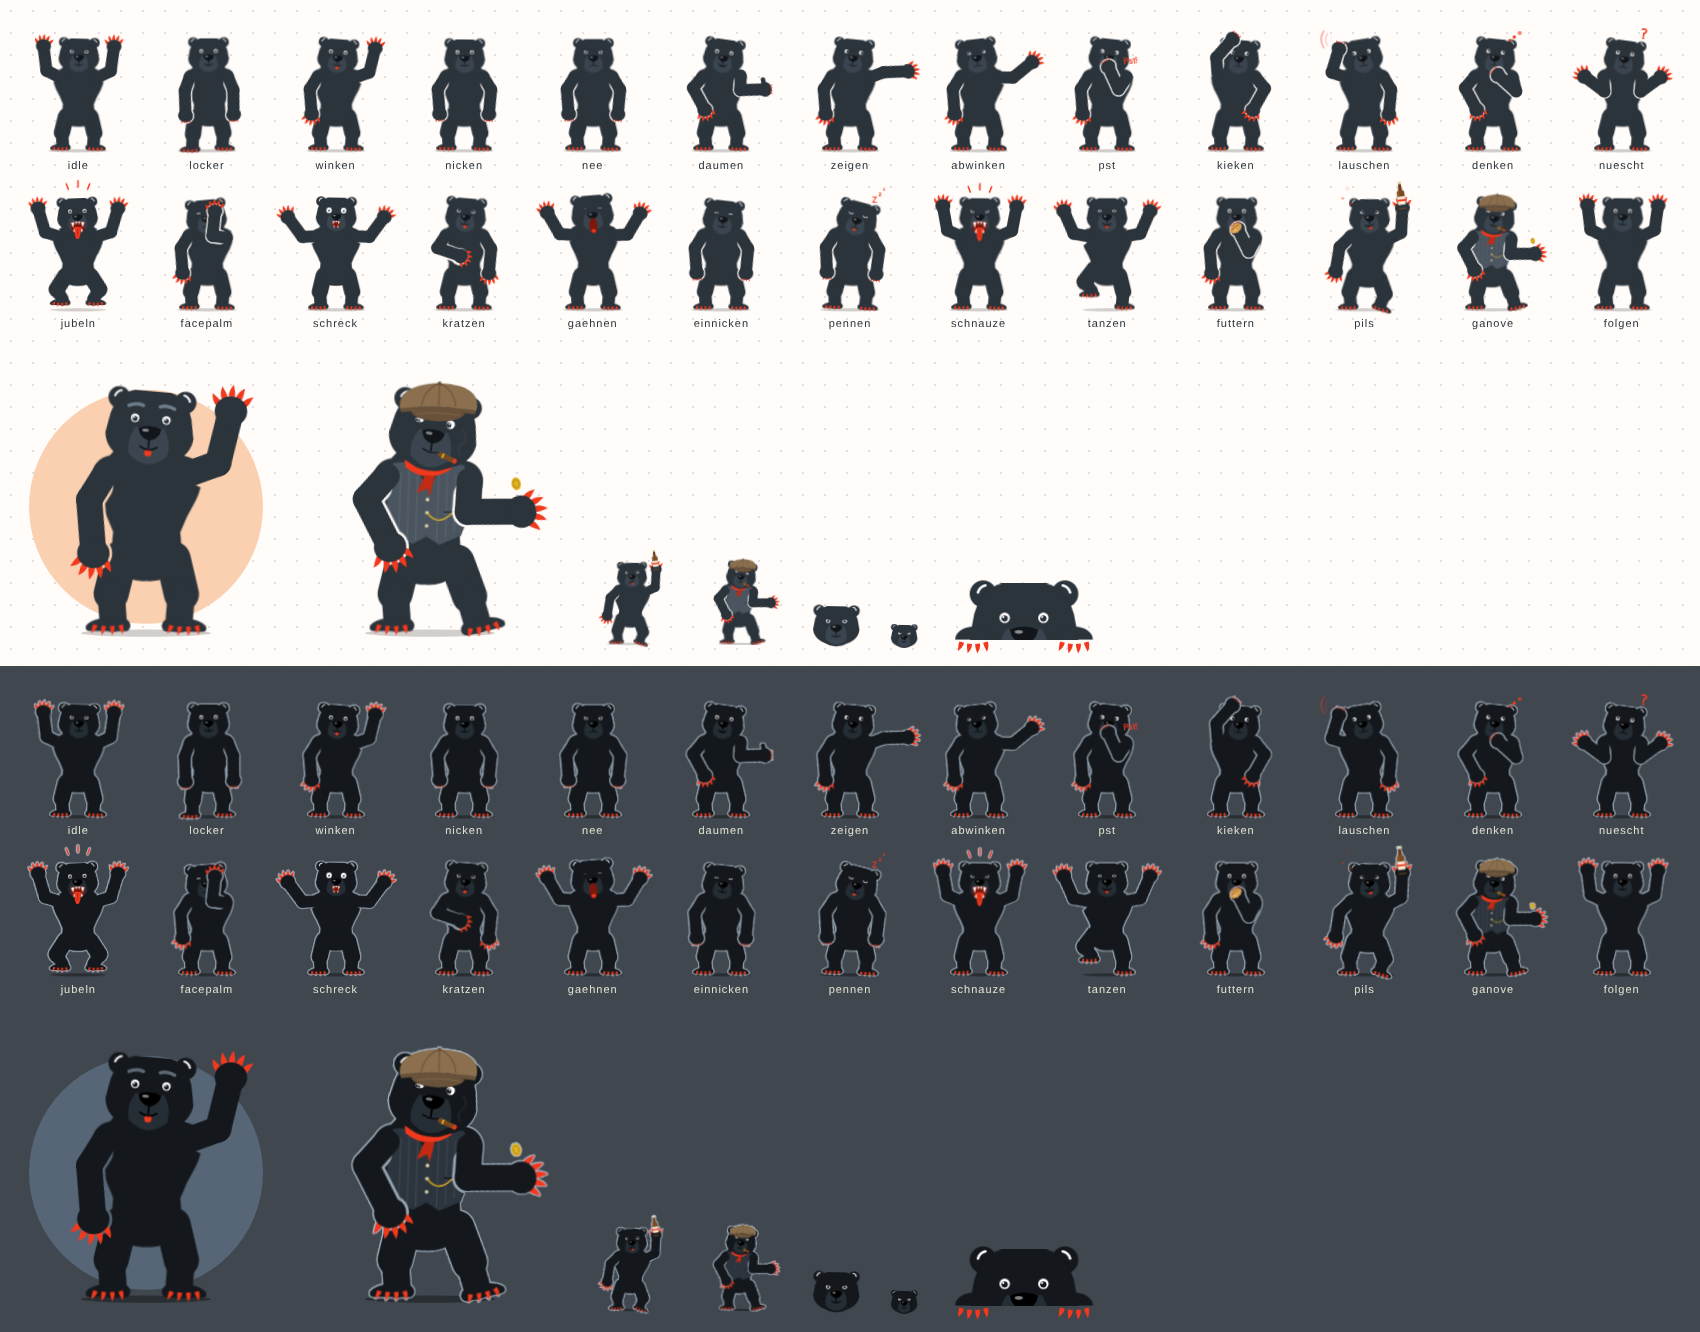 ?
Pst!
idle locker winken nicken nee daumen zeigen abwinken pst kieken lauschen denken nuescht
z z z
jubeln facepalm schreck kratzen gaehnen einnicken pennen schnauze tanzen futtern pils ganove folgen
?
Pst!
idle locker winken nicken nee daumen zeigen abwinken pst kieken lauschen denken nuescht
z z z
jubeln facepalm schreck kratzen gaehnen einnicken pennen schnauze tanzen futtern pils ganove folgen